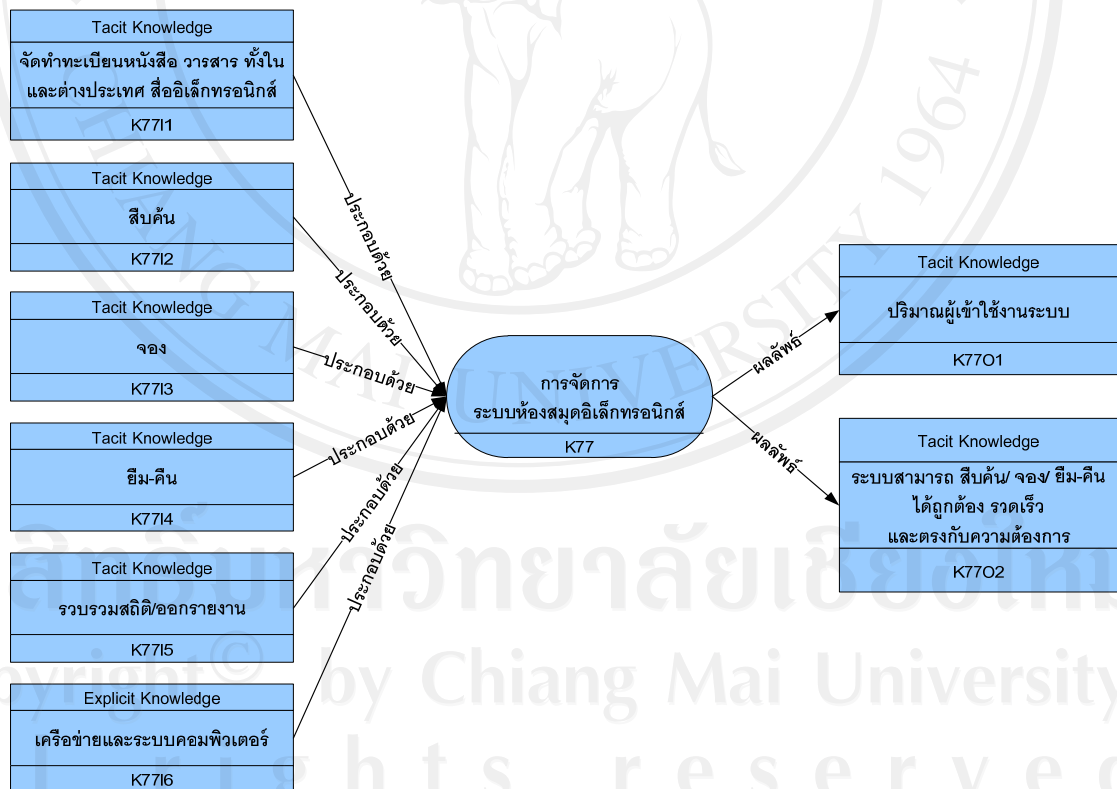 Tacit Knowledge
จัดทำทะเบียนหนังสือ วารสาร ทั้งใน
และต่างประเทศ สื่ออิเล็กทรอนิกส์
K77I1
Tacit Knowledge
สืบค้น
K77I2
Tacit Knowledge
จอง
K77I3
Tacit Knowledge
ยืม-คืน
K77I4
Tacit Knowledge
รวบรวมสถิติ/ออกรายงาน
K77I5
Explicit Knowledge
เครือข่ายและระบบคอมพิวเตอร์
K77I6
ประกอบด้วย
ประกอบด้วย
ประกอบด้วย
ประกอบด้วย
ประกอบด้วย
ประกอบด้วย
การจัดการ
ระบบห้องสมุดอิเล็กทรอนิกส์
K77
ผลลัพธ์
ผลลัพธ์
Tacit Knowledge
ปริมาณผู้เข้าใช้งานระบบ
K77O1
Tacit Knowledge
ระบบสามารถ สืบค้น/ จอง/ ยืม-คืน
ได้ถูกต้อง รวดเร็ว
และตรงกับความต้องการ
K77O2
CHIANG MAI UNIVERSITY 1964
by Chiang Mai University
reserved